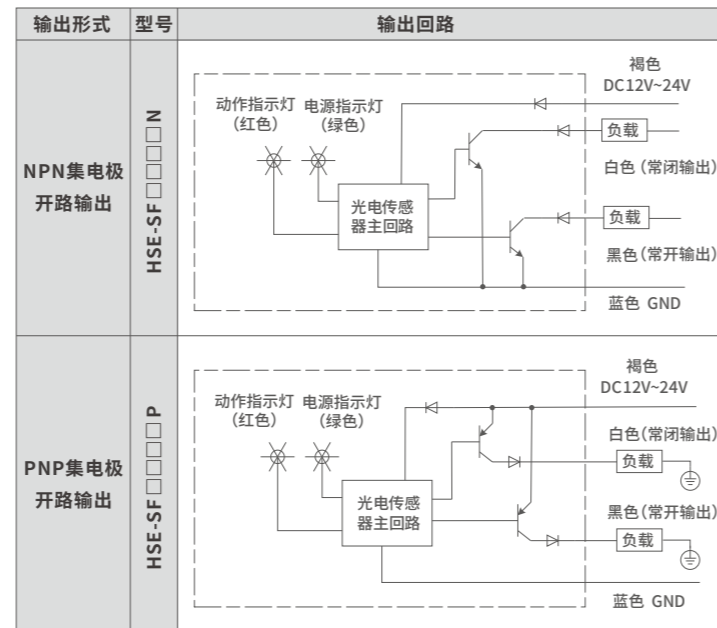 输出形式 型号 输出回路
NPN集电极
开路输出
HSE-SF□□□□N
褐色
DC12V~24V
动作指示灯 电源指示灯
（红色） （绿色）
负载
白色（常闭输出）
光电传感
器主回路
负载
黑色（常开输出）
蓝色 GND
PNP集电极
开路输出
HSE-SF□□□□P
褐色
DC12V~24V
动作指示灯 电源指示灯
（红色） （绿色）
白色（常闭输出）
负载
光电传感
器主回路
黑色（常开输出）
负载
蓝色 GND